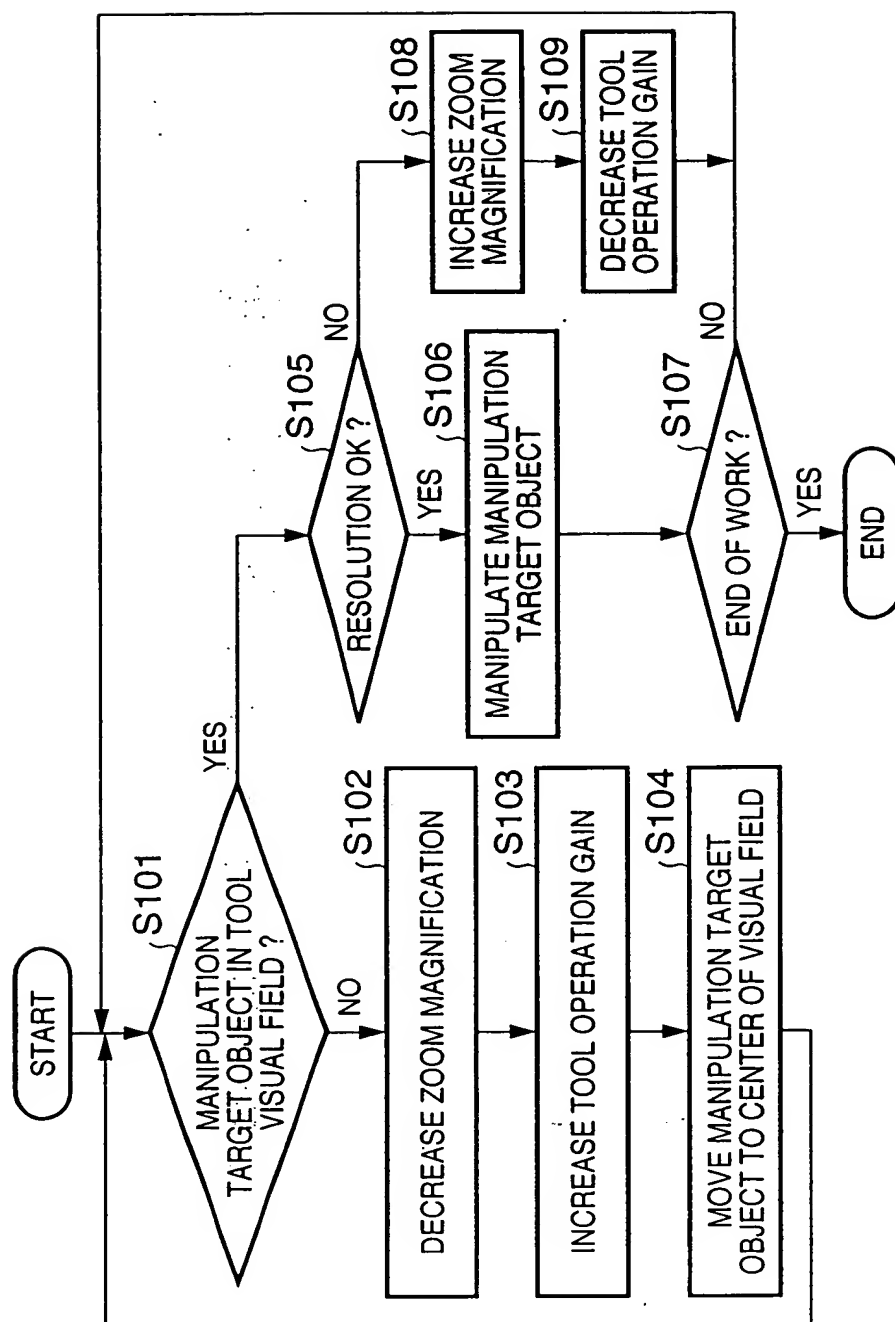 START
S101
MANIPULATION
TARGET OBJECT IN TOOL
VISUAL FIELD ?
YES
NO
S102
DECREASE ZOOM MAGNIFICATION
S103
INCREASE TOOL OPERATION GAIN
S104
MOVE MANIPULATION TARGET
OBJECT TO CENTER OF VISUAL FIELD
S105
RESOLUTION OK ?
NO
YES
S106
MANIPULATE MANIPULATION
TARGET OBJECT
S107
END OF WORK ?
NO
YES
END
S108
INCREASE ZOOM
MAGNIFICATION
S109
DECREASE TOOL
OPERATION GAIN